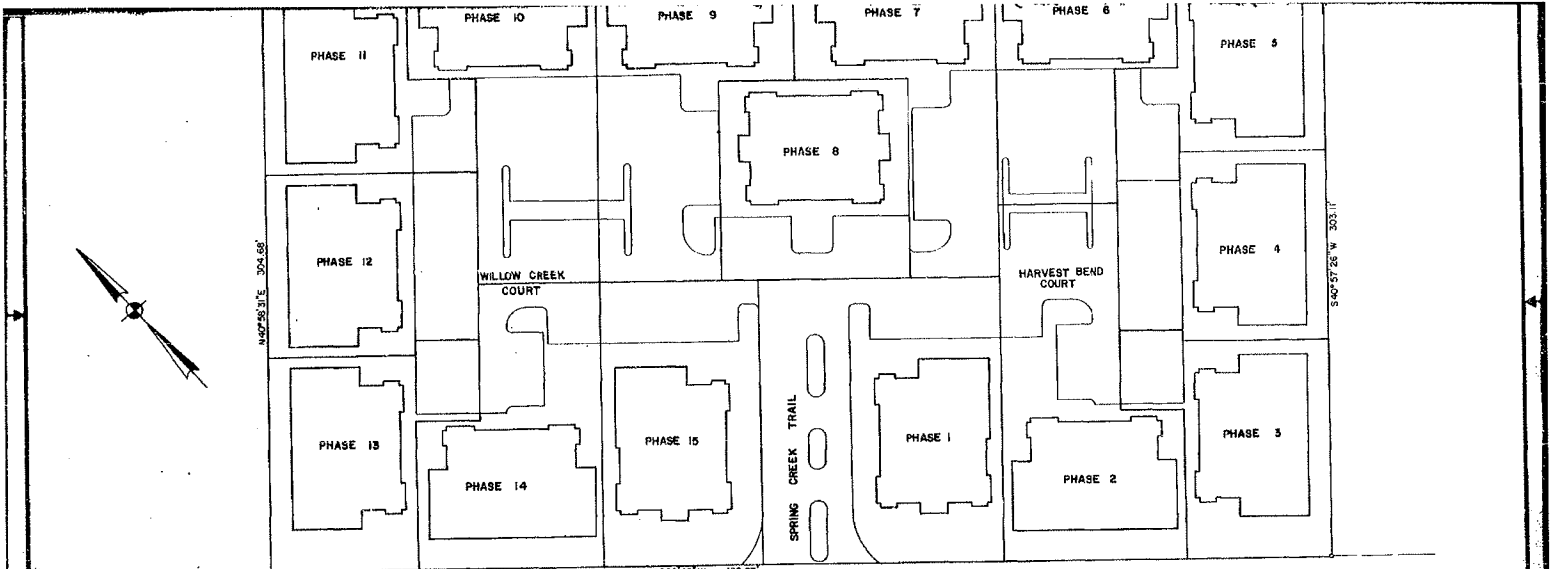 PHASE 10
PHASE 9
PHASE 7
PHASE 6
PHASE 11
PHASE 5
PHASE 8
PHASE 12
PHASE 4
N40°58'31"E 304.68'
S40°57'26"W 303.11'
WILLOW CREEK
COURT
HARVEST BEND
COURT
PHASE 13
PHASE 15
SPRING CREEK TRAIL
PHASE 1
PHASE 3
PHASE 14
PHASE 2